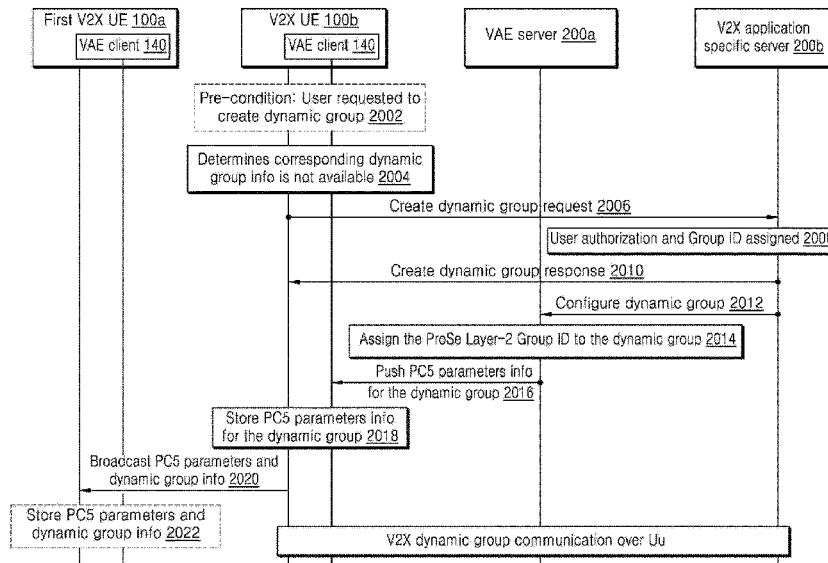 First V2X UE 100a
VAE client 140
V2X UE 100b
VAE client 140
VAE server 200a
V2X application
specific server 200b
Pre-condition: User requested to
create dynamic group 2002
Determines corresponding dynamic
group info is not available 2004
Create dynamic group request 2006
User authorization and Group ID assigned
Create dynamic group response 2010
Configure dynamic group 2012
Assign the ProSe Layer-2 Group ID to the dynamic group 2014
Push PC5 parameters info
for the dynamic group 2016
Store PC5 parameters info
for the dynamic group 2018
Broadcast PC5 parameters and
dynamic group info 2020
Store PC5 parameters and
dynamic group info 2022
V2X dynamic group communication over Uu